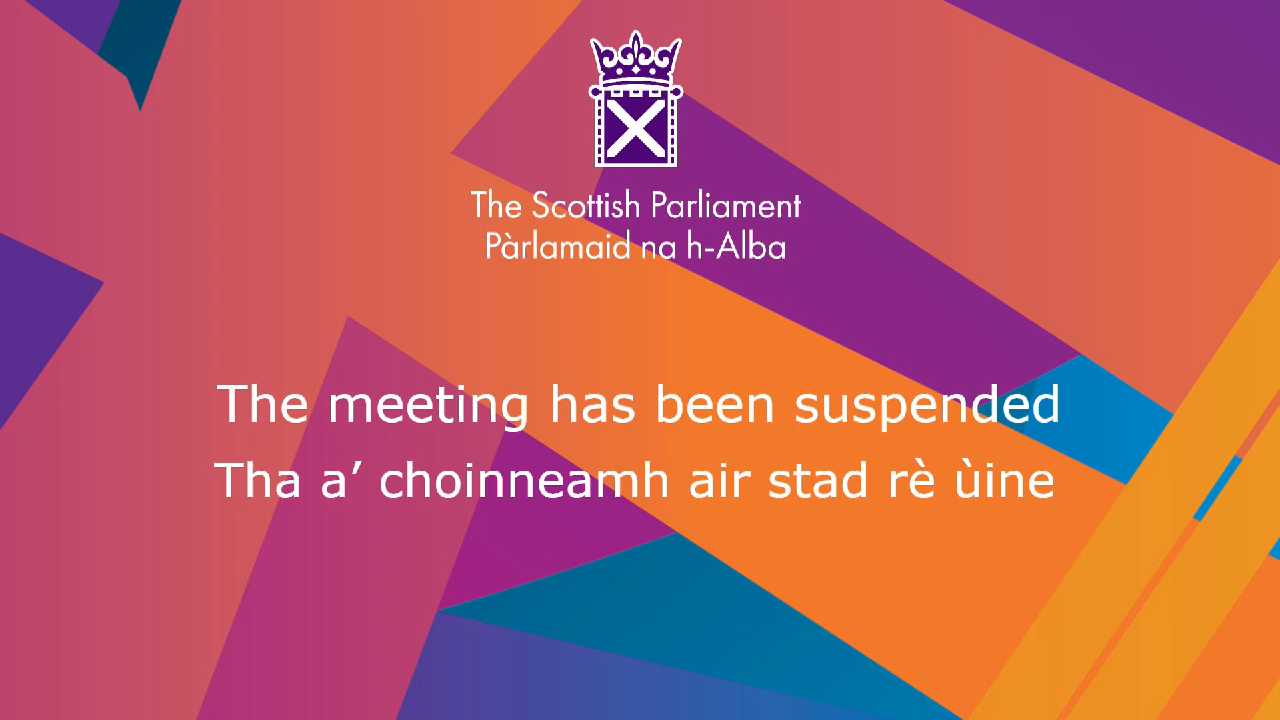 The Scottish Parliament
Pàrlamaid na h-Alba
The meeting has been suspended
Tha a’ choinneamh air stad rè ùine